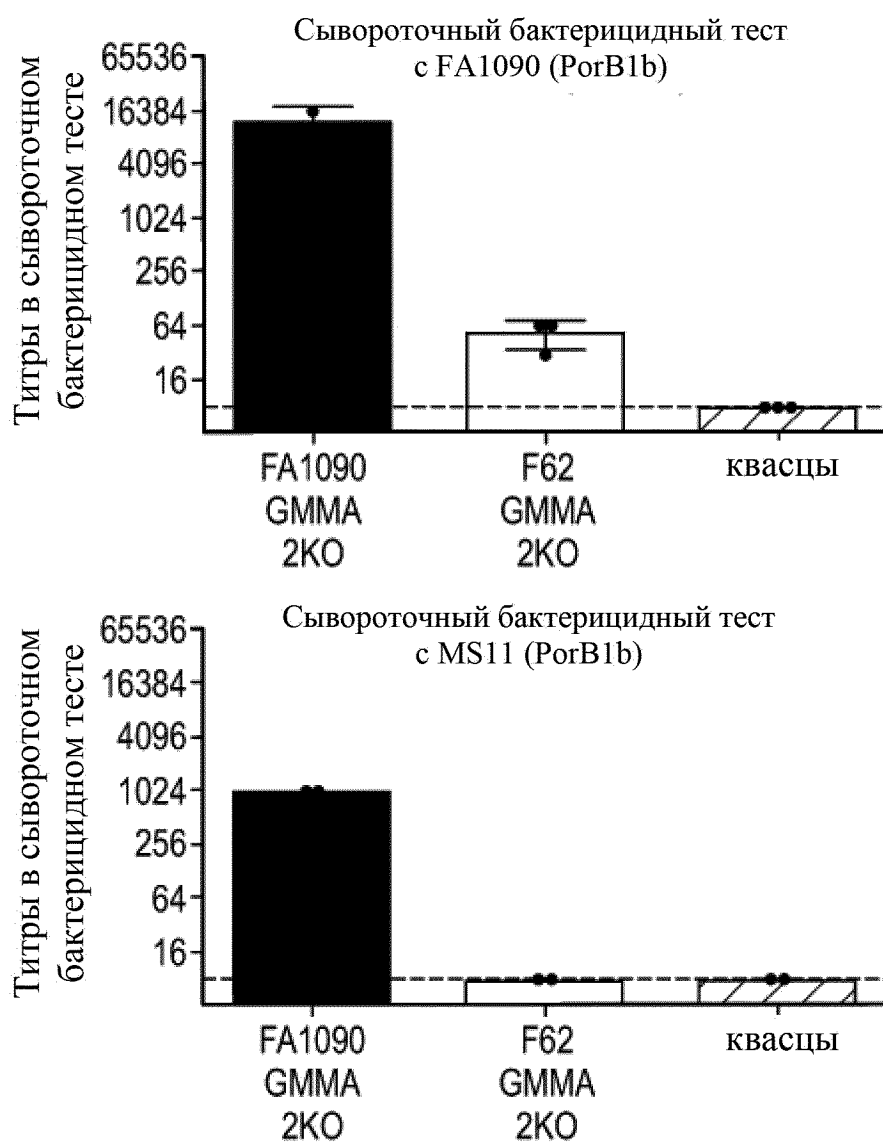 Сывороточный бактерицидный тест
с FA1090 (PorB1b)
Титры в сывороточном
бактерицидном тесте
65536
16384
4096
1024
256
64
16
FA1090
GMMA
2KO
F62
GMMA
2KO
квасцы
Сывороточный бактерицидный тест
с MS11 (PorB1b)
Титры в сывороточном
бактерицидном тесте
65536
16384
4096
1024
256
64
16
FA1090
GMMA
2KO
F62
GMMA
2KO
квасцы